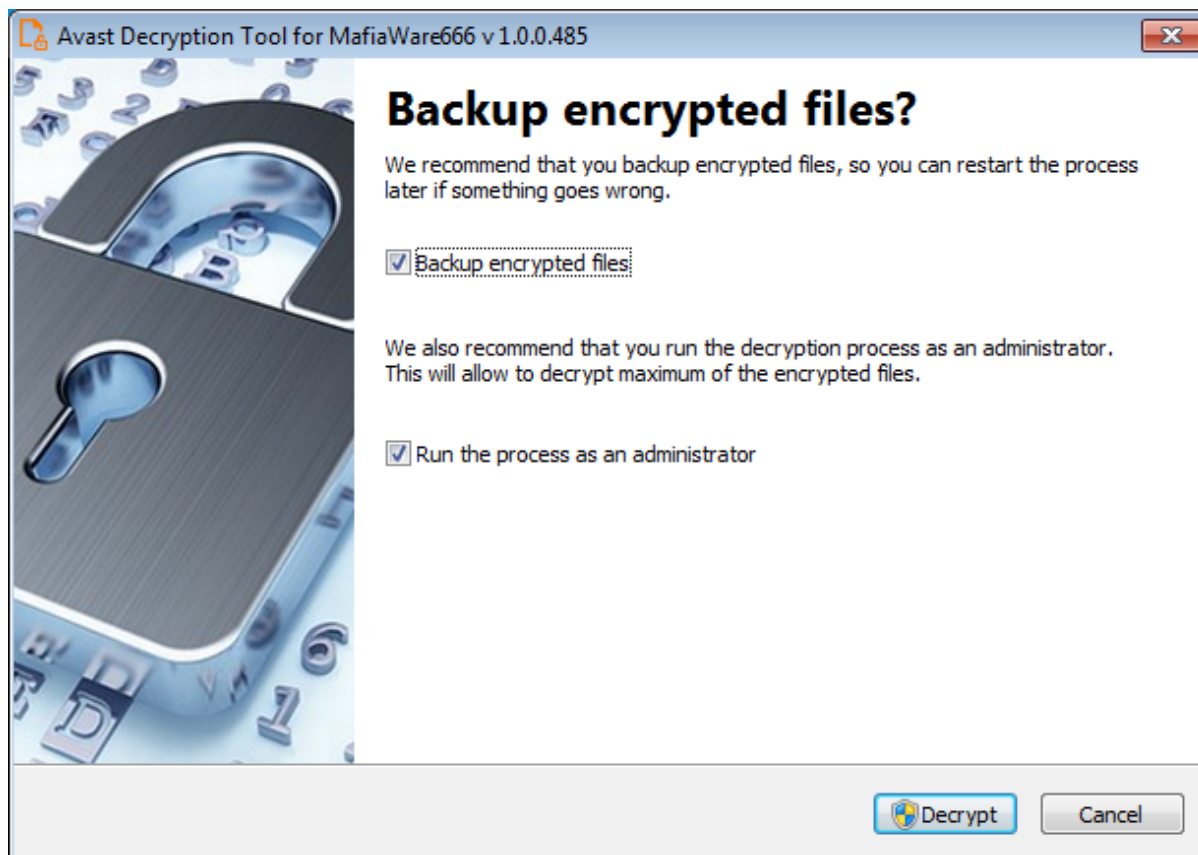 Avast Decryption Tool for MafiaWare666 v 1.0.0.485
Backup encrypted files?
We recommend that you backup encrypted files, so you can restart the process
later if something goes wrong.
Backup encrypted files
We also recommend that you run the decryption process as an administrator.
This will allow to decrypt maximum of the encrypted files.
Run the process as an administrator
Decrypt
Cancel